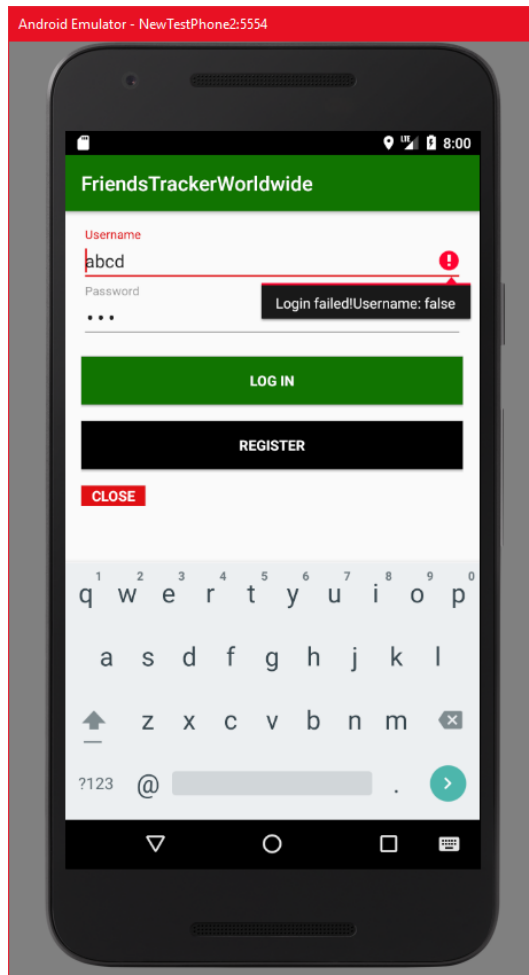 Android Emulator - NewTestPhone2:5554
LTE 8:00
FriendsTrackerWorldwide
Username
abcd
Password
Login failed!Username: false
LOG IN
REGISTER
CLOSE
1 2 3 4 5 6 7 8 9 0
q w e r t y u i o p
a s d f g h j k l
z x c v b n m
?123 @ .